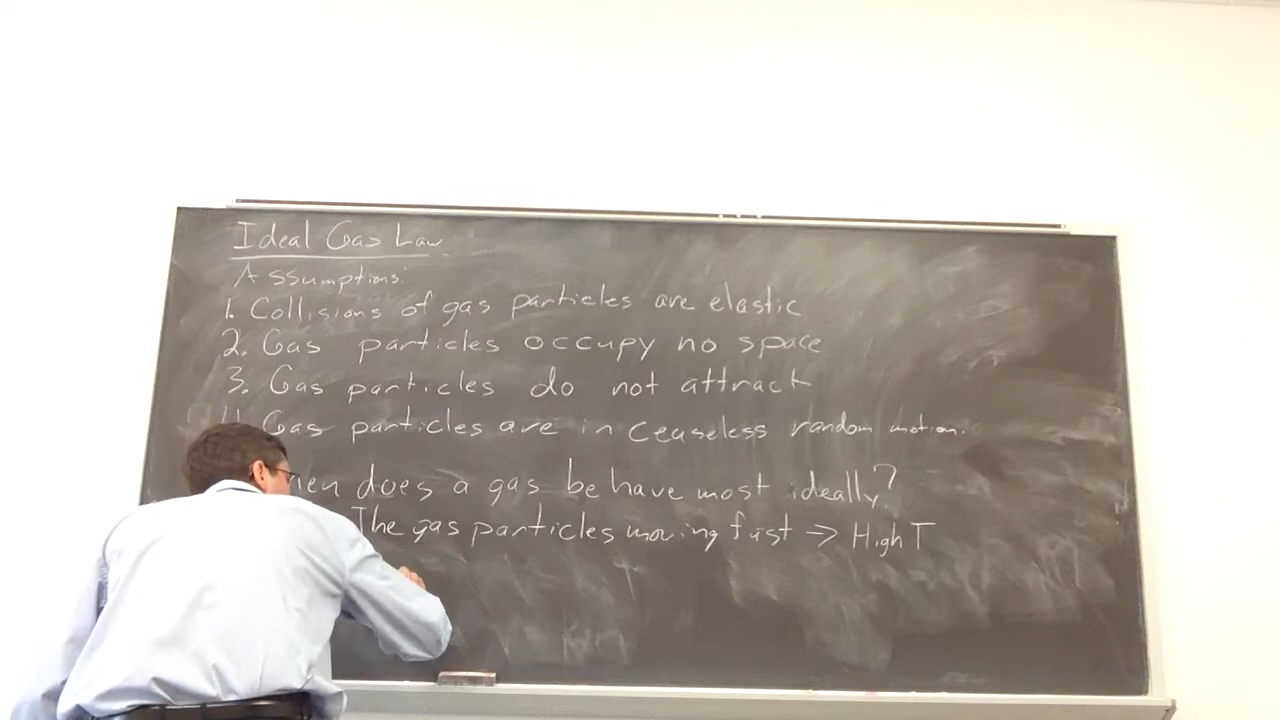 Ideal Gas Law
Assumptions:
1. Collisions of gas particles are elastic
2. Gas particles occupy no space
3. Gas particles do not attract
Gas particles are in ceaseless random motion.
does a gas behave most ideally?
The gas particles moving fast → High T